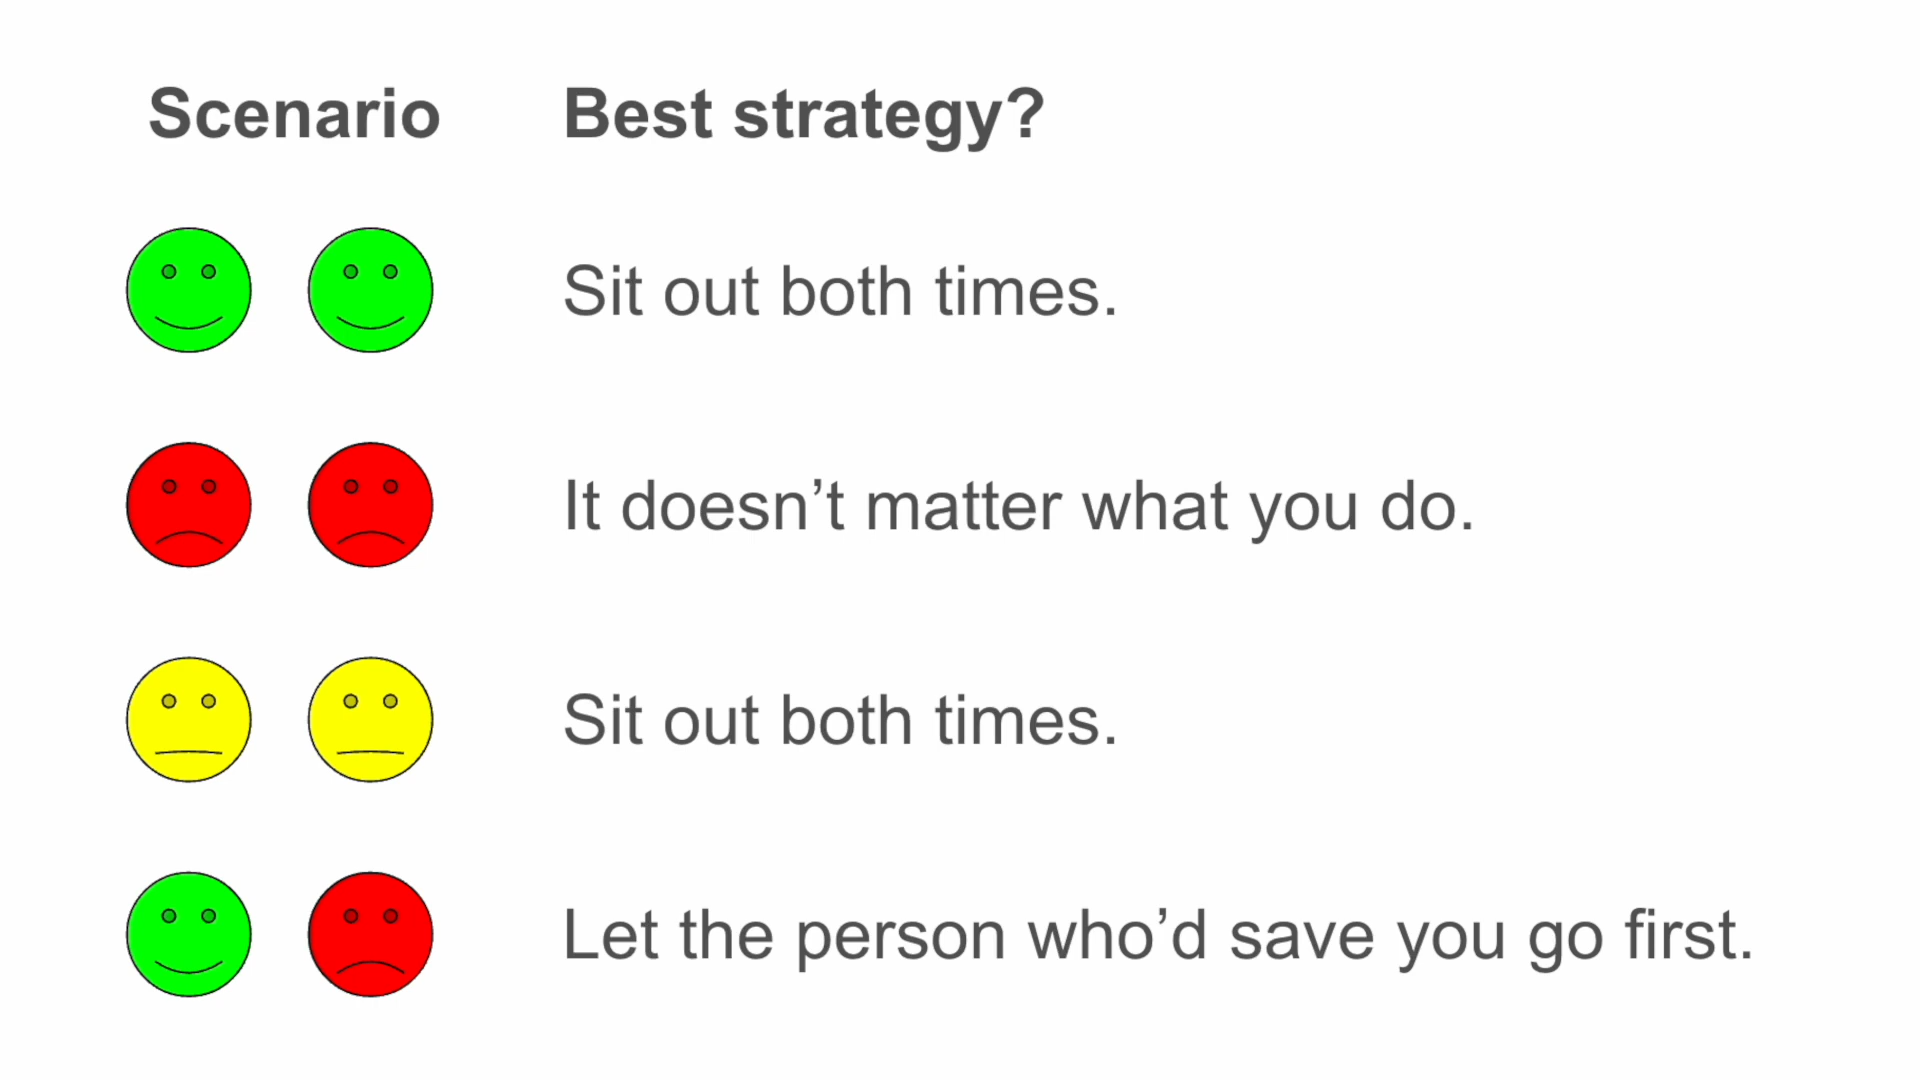 Scenario Best strategy?
Sit out both times.
It doesn’t matter what you do.
Sit out both times.
Let the person who’d save you go first.